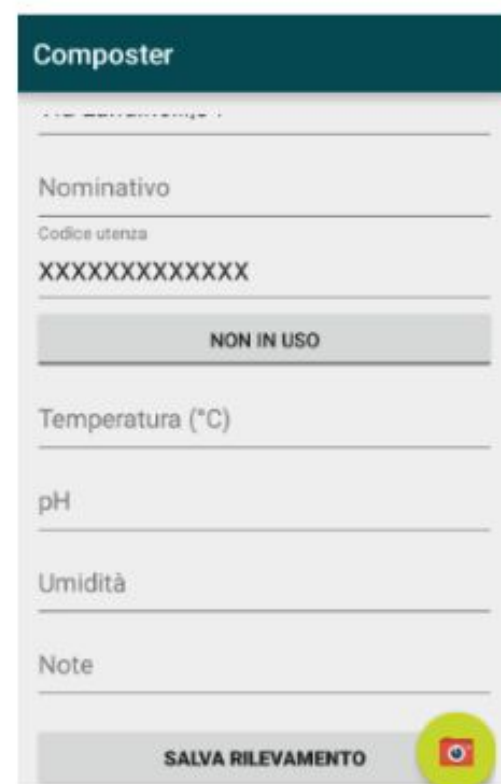 Composter
Nominativo
Codice utenza
XXXXXXXXXXXXX
NON IN USO
Temperatura (°C)
pH
Umidità
Note
SALVA RILEVAMENTO